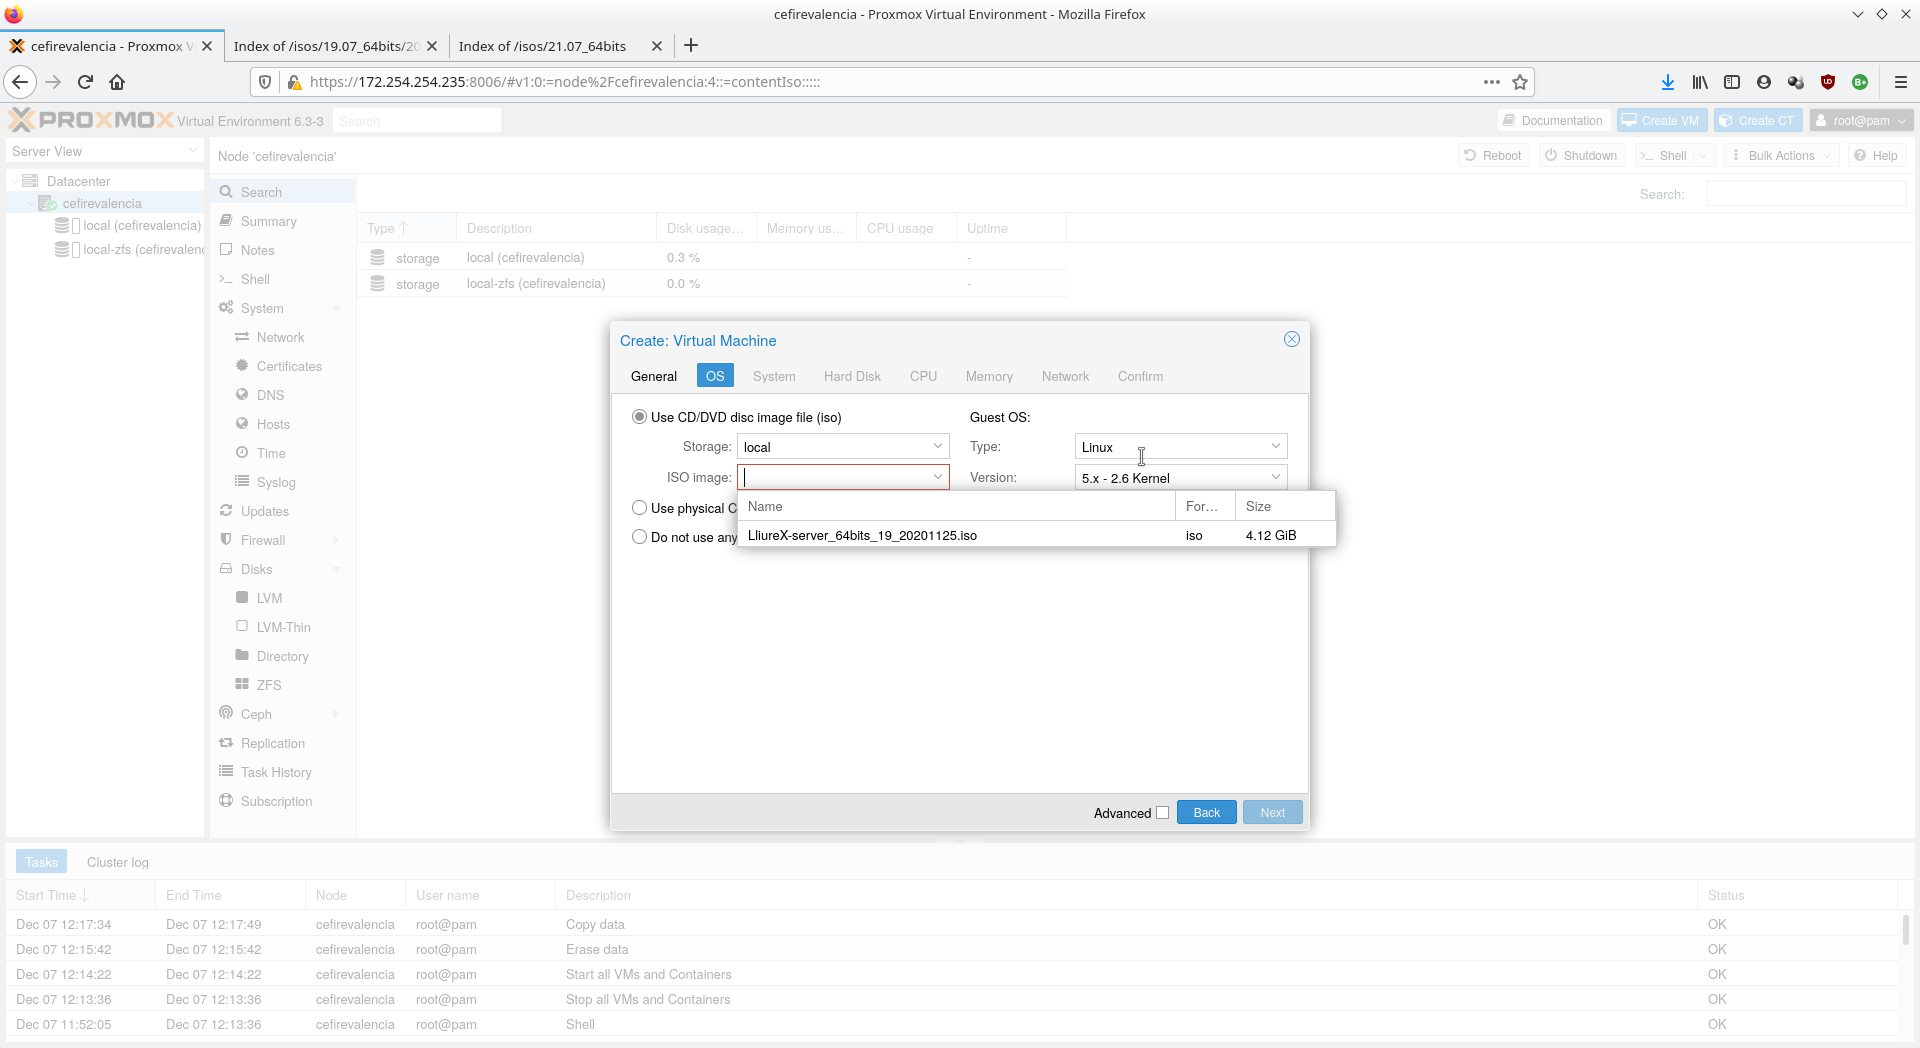 cefirevalencia - Proxmox Virtual Environment - Mozilla Firefox
cefirevalencia - Proxmox V
Index of /isos/19.07_64bits/20
Index of /isos/21.07_64bits
https://172.254.254.235:8006/#v1:0:=node%2Fcefirevalencia:4::=contentIso:::::
PROXMOX Virtual Environment 6.3-3
Search
Documentation
Create VM
Create CT
root@pam
Server View
Node 'cefirevalencia'
Reboot
Shutdown
Shell
Bulk Actions
Help
Datacenter
cefirevalencia
local (cefirevalencia)
local-zfs (cefirevalenc
Search
Summary
Notes
Shell
System
Network
Certificates
DNS
Hosts
Time
Syslog
Updates
Firewall
Disks
LVM
LVM-Thin
Directory
ZFS
Ceph
Replication
Task History
Subscription
Search:
Type Description Disk usage... Memory us... CPU usage Uptime
storage local (cefirevalencia) 0.3 % -
storage local-zfs (cefirevalencia) 0.0 % -
Create: Virtual Machine
General OS System Hard Disk CPU Memory Network Confirm
Use CD/DVD disc image file (iso)
Guest OS:
Storage: local
Type: Linux
ISO image:
Version: 5.x - 2.6 Kernel
Use physical C
Do not use any
Name For... Size
LliureX-server_64bits_19_20201125.iso iso 4.12 GiB
Advanced
Back
Next
Tasks
Cluster log
Start Time End Time Node User name Description Status
Dec 07 12:17:34 Dec 07 12:17:49 cefirevalencia root@pam Copy data OK
Dec 07 12:15:42 Dec 07 12:15:42 cefirevalencia root@pam Erase data OK
Dec 07 12:14:22 Dec 07 12:14:22 cefirevalencia root@pam Start all VMs and Containers OK
Dec 07 12:13:36 Dec 07 12:13:36 cefirevalencia root@pam Stop all VMs and Containers OK
Dec 07 11:52:05 Dec 07 12:13:36 cefirevalencia root@pam Shell OK